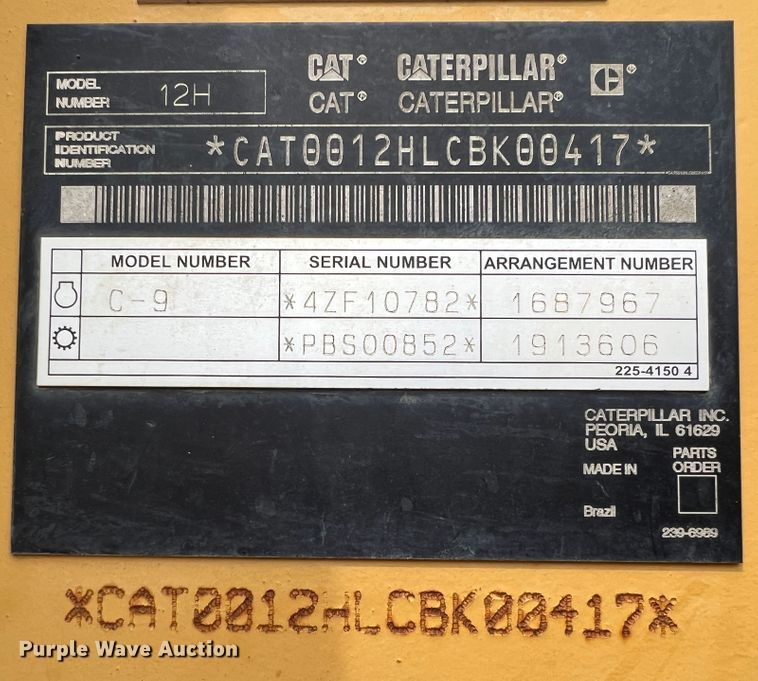 CAT® CATERPILLAR®
CAT® CATERPILLAR®
MODEL NUMBER 12H
PRODUCT IDENTIFICATION NUMBER *CAT0012HLCBK00417*
MODEL NUMBER SERIAL NUMBER ARRANGEMENT NUMBER
C-9 *4ZF10782* 1687967
*PBS00852* 1913606
225-4150 4
CATERPILLAR INC.
PEORIA, IL 61629
USA
MADE IN
Brazil
PARTS
ORDER
239-6989
*CAT0012HLCBK00417*
Purple Wave Auction